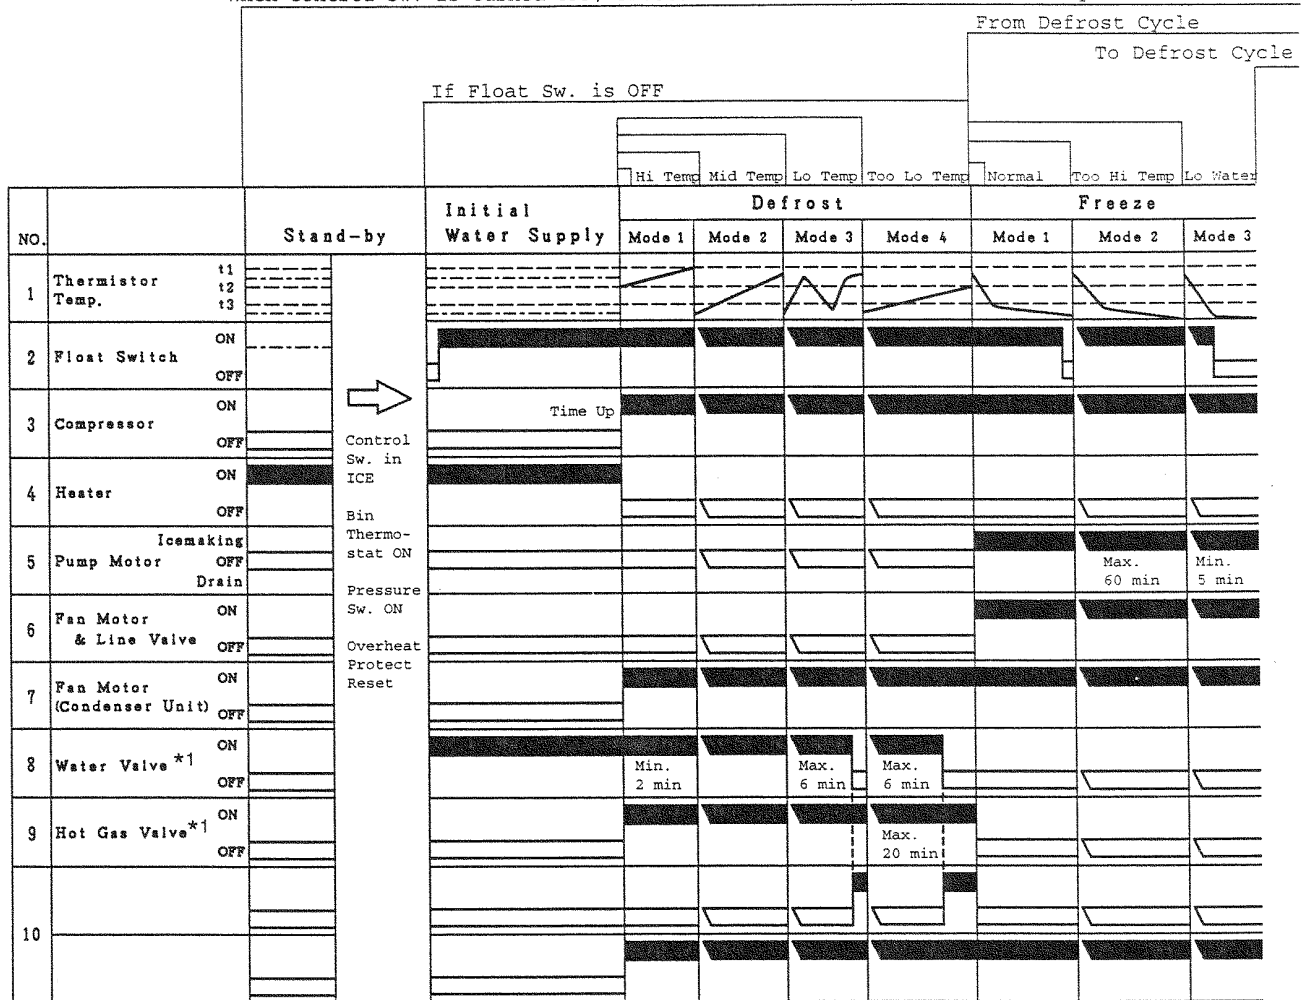 From Defrost Cycle
To Defrost Cycle
If Float Sw. is OFF
Hi Temp Mid Temp Lo Temp Too Lo Temp Normal Too Hi Temp Lo Water
NO. Stand-by Initial Water Supply Defrost Freeze
Mode 1 Mode 2 Mode 3 Mode 4 Mode 1 Mode 2 Mode 3
1 Thermistor Temp. t1 t2 t3
2 Float Switch ON OFF
3 Compressor ON OFF
Time Up
Control
Sw. in
ICE
Bin
Thermo-
stat ON
Pressure
Sw. ON
Overheat
Protect
Reset
4 Heater ON OFF
5 Pump Motor Icemaking OFF Drain
Max.
60 min
Min.
5 min
6 Fan Motor & Line Valve ON OFF
7 Fan Motor (Condenser Unit) ON OFF
8 Water Valve *1 ON OFF
Min.
2 min
Max.
6 min
Max.
6 min
9 Hot Gas Valve *1 ON OFF
Max.
20 min
10